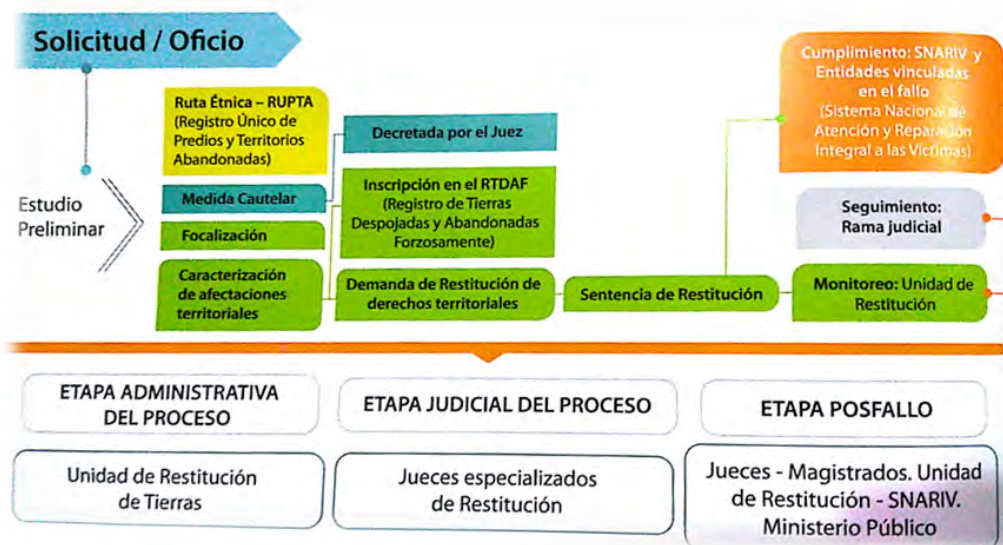 Solicitud / Oficio
Estudio
Preliminar
Ruta Étnica – RUPTA
(Registro Único de
Predios y Territorios
Abandonadas)
Medida Cautelar
Focalización
Caracterización
de afectaciones
territoriales
Decretada por el Juez
Inscripción en el RTDAF
(Registro de Tierras
Despojadas y Abandonadas
Forzosamente)
Demanda de Restitución de
derechos territoriales
Sentencia de Restitución
Cumplimiento: SNARIV y
Entidades vinculadas
en el fallo
(Sistema Nacional de
Atención y Reparación
Integral a las Víctimas)
Seguimiento:
Rama judicial
Monitoreo: Unidad de
Restitución
ETAPA ADMINISTRATIVA
DEL PROCESO
ETAPA JUDICIAL DEL PROCESO
ETAPA POSFALLO
Unidad de Restitución
de Tierras
Jueces especializados
de Restitución
Jueces - Magistrados. Unidad
de Restitución - SNARIV.
Ministerio Público